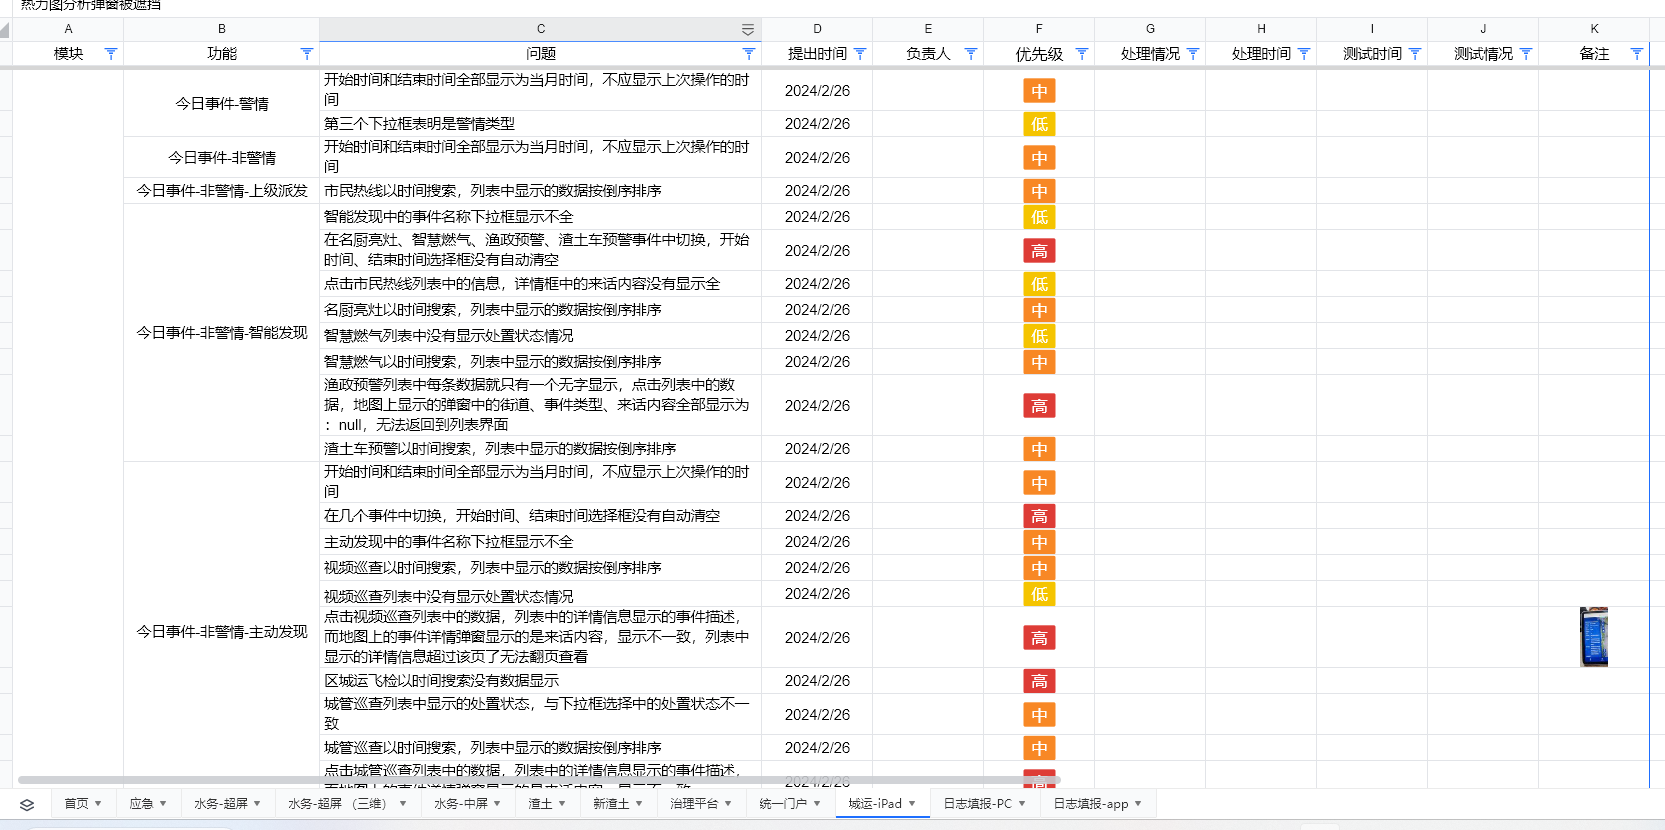 热力图分析弹窗被遮挡
A B C D E F G H I J K
模块 功能 问题 提出时间 负责人 优先级 处理情况 处理时间 测试时间 测试情况 备注
今日事件-警情
开始时间和结束时间全部显示为当月时间，不应显示上次操作的时
间
2024/2/26 中
第三个下拉框表明是警情类型 2024/2/26 低
今日事件-非警情
开始时间和结束时间全部显示为当月时间，不应显示上次操作的时
间
2024/2/26 中
今日事件-非警情-上级派发 市民热线以时间搜索，列表中显示的数据按倒序排序 2024/2/26 中
今日事件-非警情-智能发现
智能发现中的事件名称下拉框显示不全 2024/2/26 低
在名厨亮灶、智慧燃气、渔政预警、渣土车预警事件中切换，开始
时间、结束时间选择框没有自动清空
2024/2/26 高
点击市民热线列表中的信息，详情框中的来话内容没有显示全 2024/2/26 低
名厨亮灶以时间搜索，列表中显示的数据按倒序排序 2024/2/26 中
智慧燃气列表中没有显示处置状态情况 2024/2/26 低
智慧燃气以时间搜索，列表中显示的数据按倒序排序 2024/2/26 中
渔政预警列表中每条数据就只有一个无字显示，点击列表中的数
据，地图上显示的弹窗中的街道、事件类型、来话内容全部显示为
：null，无法返回到列表界面
2024/2/26 高
渣土车预警以时间搜索，列表中显示的数据按倒序排序 2024/2/26 中
今日事件-非警情-主动发现
开始时间和结束时间全部显示为当月时间，不应显示上次操作的时
间
2024/2/26 中
在几个事件中切换，开始时间、结束时间选择框没有自动清空 2024/2/26 高
主动发现中的事件名称下拉框显示不全 2024/2/26 中
视频巡查以时间搜索，列表中显示的数据按倒序排序 2024/2/26 中
视频巡查列表中没有显示处置状态情况 2024/2/26 低
点击视频巡查列表中的数据，列表中的详情信息显示的事件描述，
而地图上的事件详情弹窗显示的是来话内容，显示不一致，列表中
显示的详情信息超过该页了无法翻页查看
2024/2/26 高
区城运飞检以时间搜索没有数据显示 2024/2/26 高
城管巡查列表中显示的处置状态，与下拉框选择中的处置状态不一
致
2024/2/26 中
城管巡查以时间搜索，列表中显示的数据按倒序排序 2024/2/26 中
点击城管巡查列表中的数据，列表中的详情信息显示的事件描述，
2024/2/26 高
首页 应急 水务-超屏 水务-超屏 （三维） 水务-中屏 渣土 新渣土 治理平台 统一门户 城运-iPad 日志填报-PC 日志填报-app